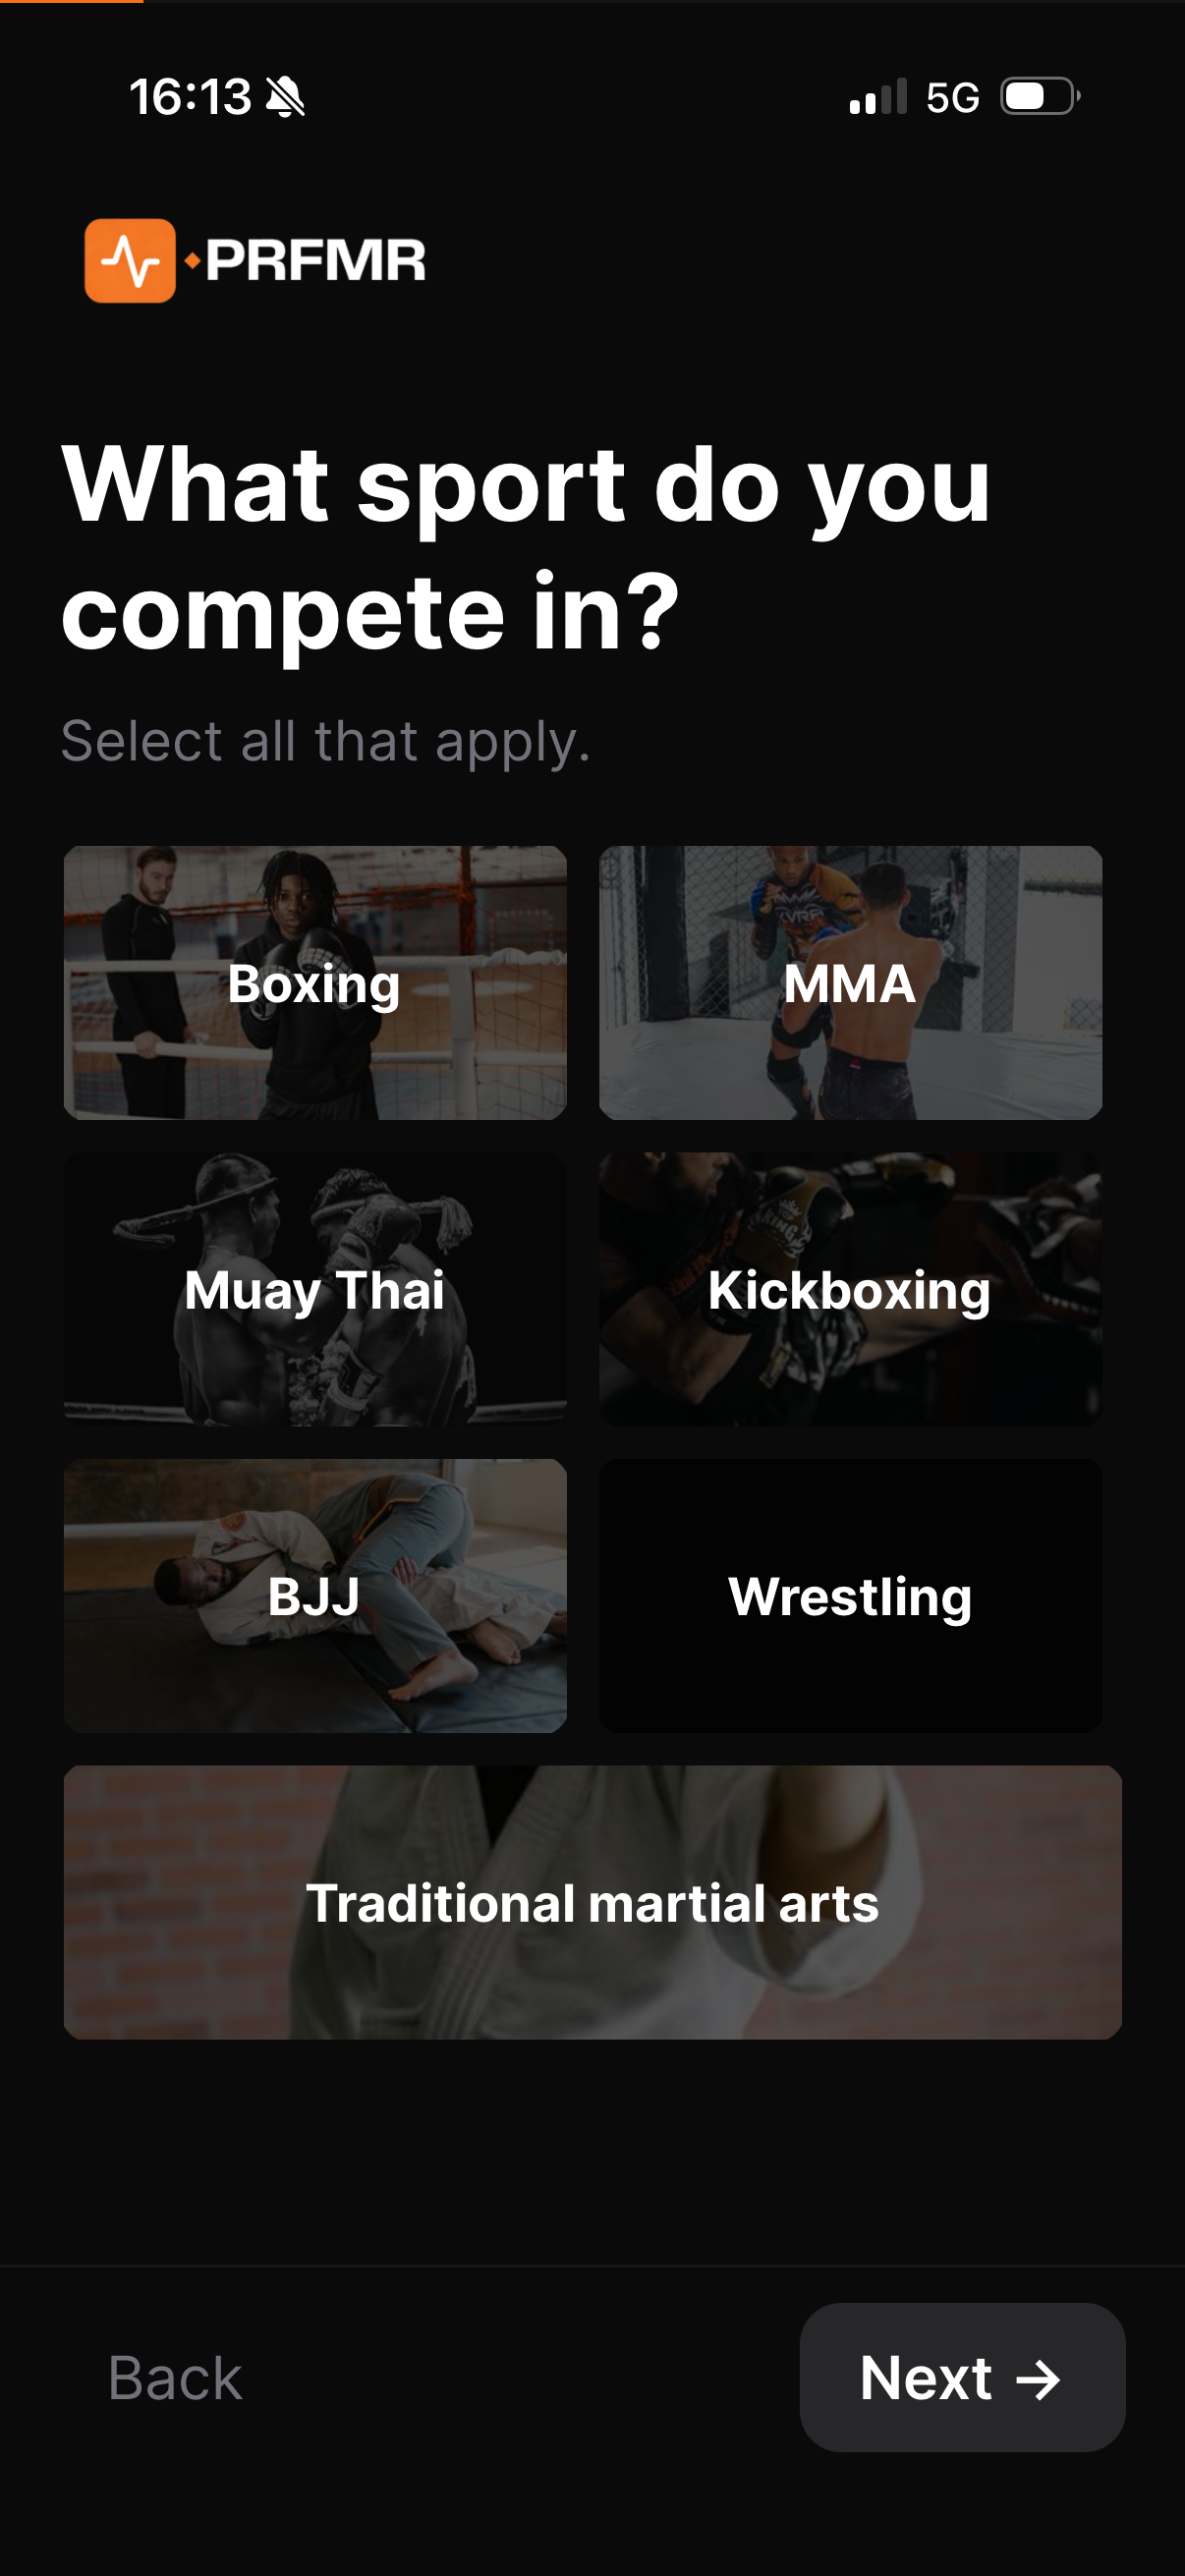 16:13
5G
PRFMR
What sport do you
compete in?
Select all that apply.
Boxing
MMA
Muay Thai
Kickboxing
BJJ
Wrestling
Traditional martial arts
Back
Next →